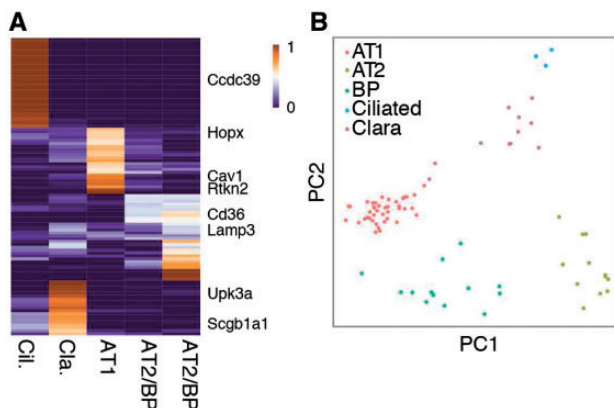 A
1
0
Ccdc39
Hopx
Cav1
Rtkn2
Cd36
Lamp3
Upk3a
Scgb1a1
Cil.
Cla.
AT1
AT2/BP
AT2/BP
B
AT1
AT2
BP
Ciliated
Clara
PC2
PC1